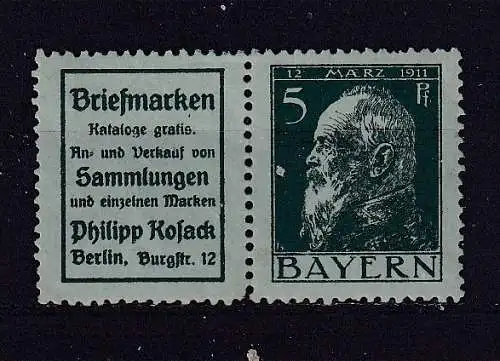 Briefmarken
Kataloge gratis.
An- und Verkauf von
Sammlungen
und einzelnen Marken
Philipp Kosack
Berlin, Burgstr. 12
12 MÆRZ 1911
5 Pf
BAYERN